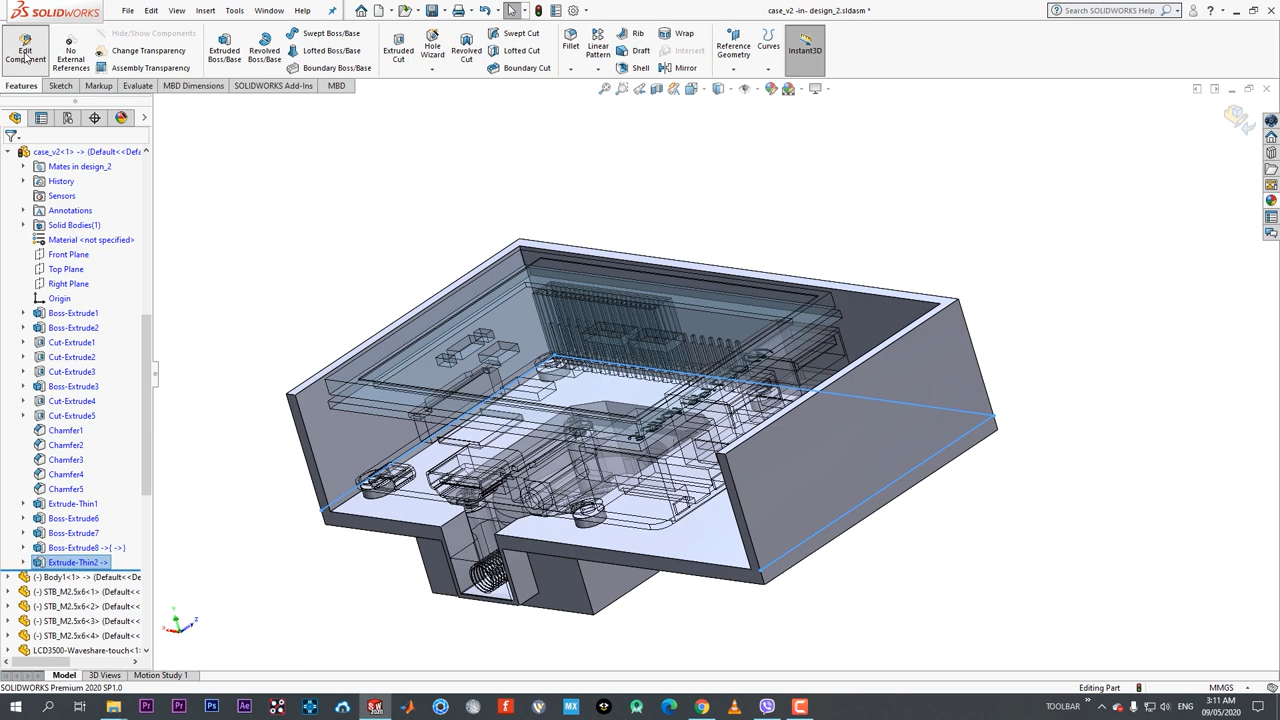 SOLIDWORKS
File Edit View Insert Tools Window Help
case_v2 -in- design_2.sldasm *
Search SOLIDWORKS Help
Edit Component
No External References
Hide/Show Components
Change Transparency
Assembly Transparency
Extruded Boss/Base
Revolved Boss/Base
Swept Boss/Base
Lofted Boss/Base
Boundary Boss/Base
Extruded Cut
Hole Wizard
Revolved Cut
Swept Cut
Lofted Cut
Boundary Cut
Fillet
Linear Pattern
Rib
Draft
Shell
Wrap
Intersect
Mirror
Reference Geometry
Curves
Instant3D
Features Sketch Markup Evaluate MBD Dimensions SOLIDWORKS Add-Ins MBD
case_v2<1> -> (Default<<Defa
Mates in design_2
History
Sensors
Annotations
Solid Bodies(1)
Material <not specified>
Front Plane
Top Plane
Right Plane
Origin
Boss-Extrude1
Boss-Extrude2
Cut-Extrude1
Cut-Extrude2
Cut-Extrude3
Boss-Extrude3
Cut-Extrude4
Cut-Extrude5
Chamfer1
Chamfer2
Chamfer3
Chamfer4
Chamfer5
Extrude-Thin1
Boss-Extrude6
Boss-Extrude7
Boss-Extrude8 ->{ -> }
Extrude-Thin2 ->
(-) Body1<1> -> (Default<<De
(-) STB_M2.5x6<1> (Default<
(-) STB_M2.5x6<2> (Default<
(-) STB_M2.5x6<3> (Default<
(-) STB_M2.5x6<4> (Default<
LCD3500-Waveshare-touch<1>
Model 3D Views Motion Study 1
SOLIDWORKS Premium 2020 SP1.0
Editing Part MMGS
TOOLBAR ENG 3:11 AM
09/05/2020